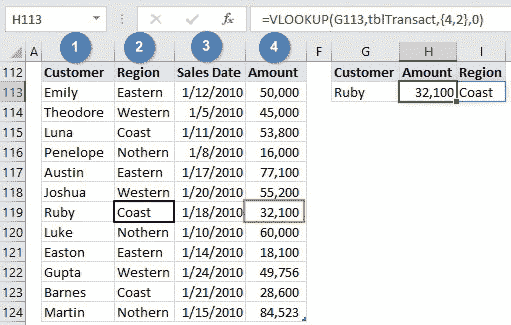 H113 fx =VLOOKUP(G113,tblTransact,{4,2},0)
1 2 3 4
A F G H I
112 Customer Region Sales Date Amount Customer Amount Region
113 Emily Eastern 1/12/2010 50,000 Ruby 32,100 Coast
114 Theodore Western 1/5/2010 45,000
115 Luna Coast 1/11/2010 53,800
116 Penelope Nothern 1/8/2010 16,000
117 Austin Eastern 1/17/2010 77,100
118 Joshua Western 1/20/2010 55,200
119 Ruby Coast 1/18/2010 32,100
120 Luke Nothern 1/10/2010 60,000
121 Easton Eastern 1/14/2010 18,100
122 Gupta Western 1/24/2010 49,756
123 Barnes Coast 1/21/2010 28,600
124 Martin Nothern 1/15/2010 84,523